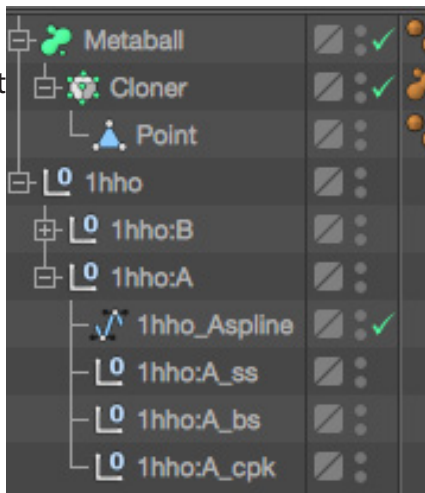 Metaball
t
Cloner
Point
1hho
1hho:B
1hho:A
1hho_Aspline
1hho:A_ss
1hho:A_bs
1hho:A_cpk